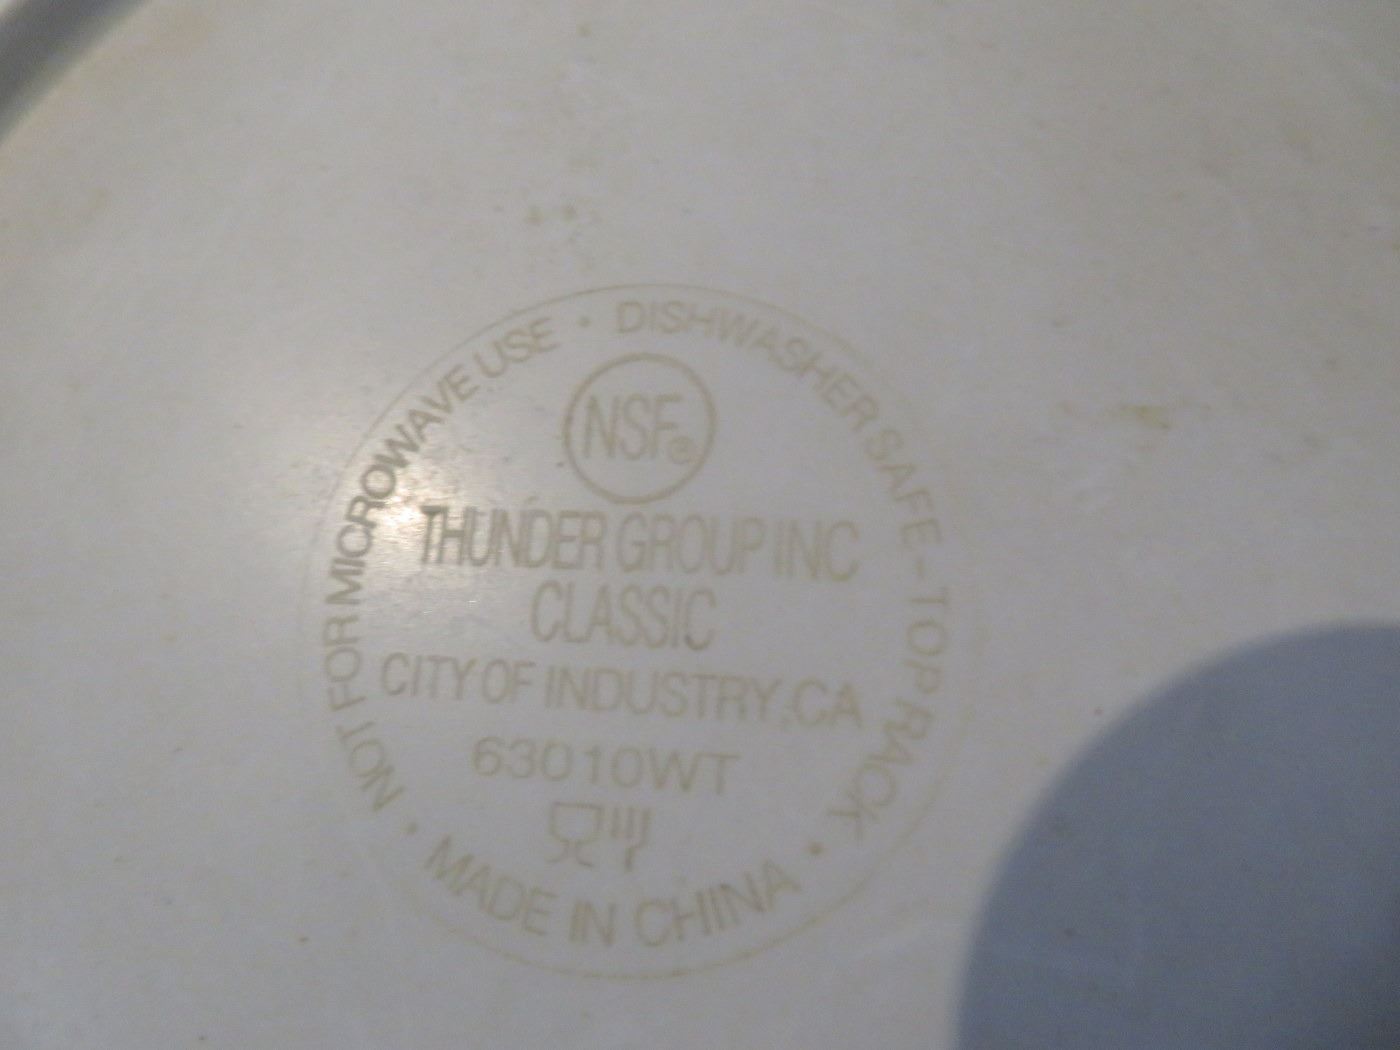 NOT FOR MICROWAVE USE • DISHWASHER SAFE - TOP RACK •
NSF®
THUNDER GROUP INC
CLASSIC
CITY OF INDUSTRY, CA
63010WT
MADE IN CHINA